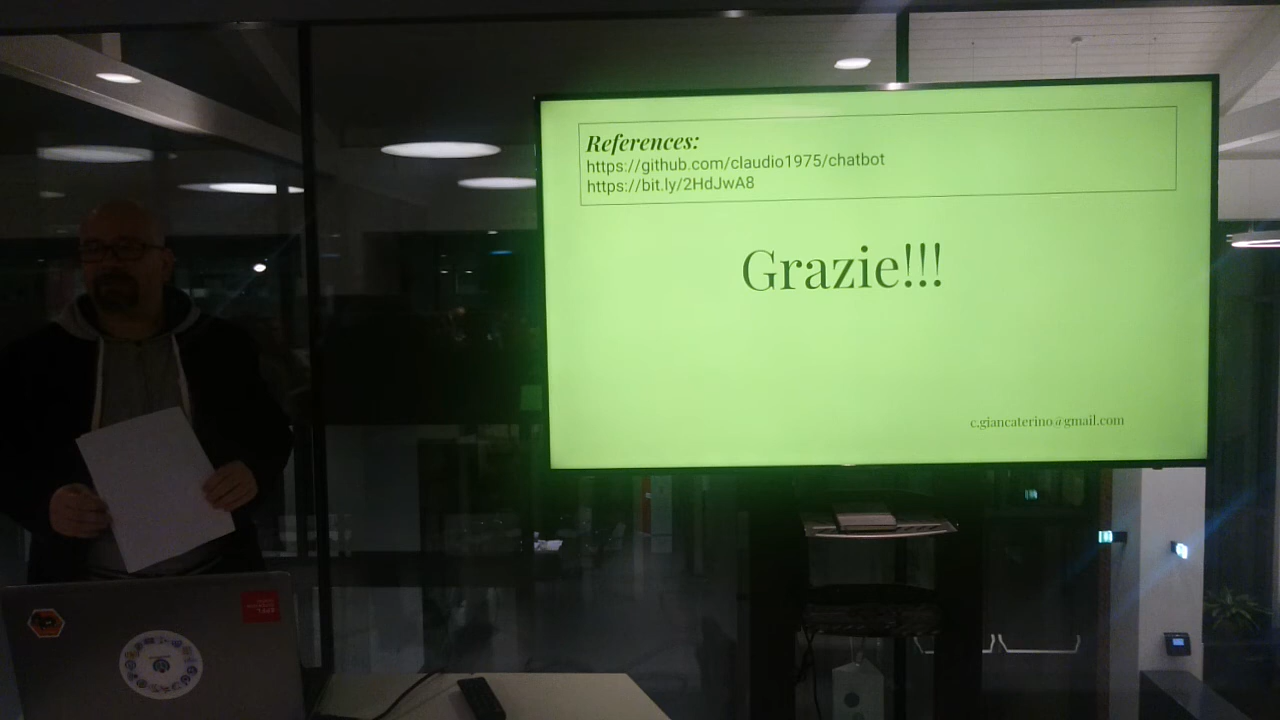 References:
https://github.com/claudio1975/chatbot
https://bit.ly/2HdJwA8
Grazie!!!
c.giancaterino@gmail.com